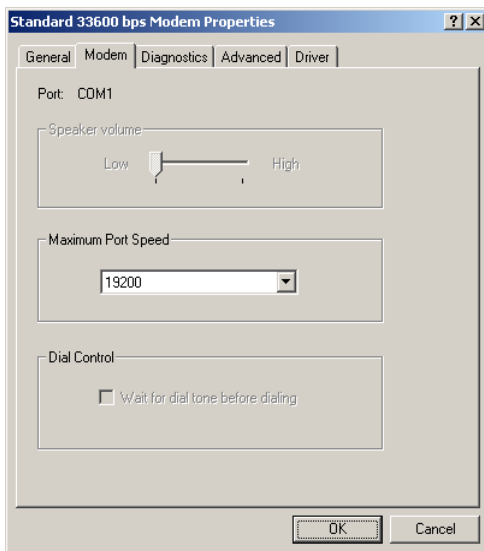 Standard 33600 bps Modem Properties ? X
General Modem Diagnostics Advanced Driver
Port: COM1
Speaker volume
Low High
Maximum Port Speed
19200
Dial Control
Wait for dial tone before dialing
OK Cancel